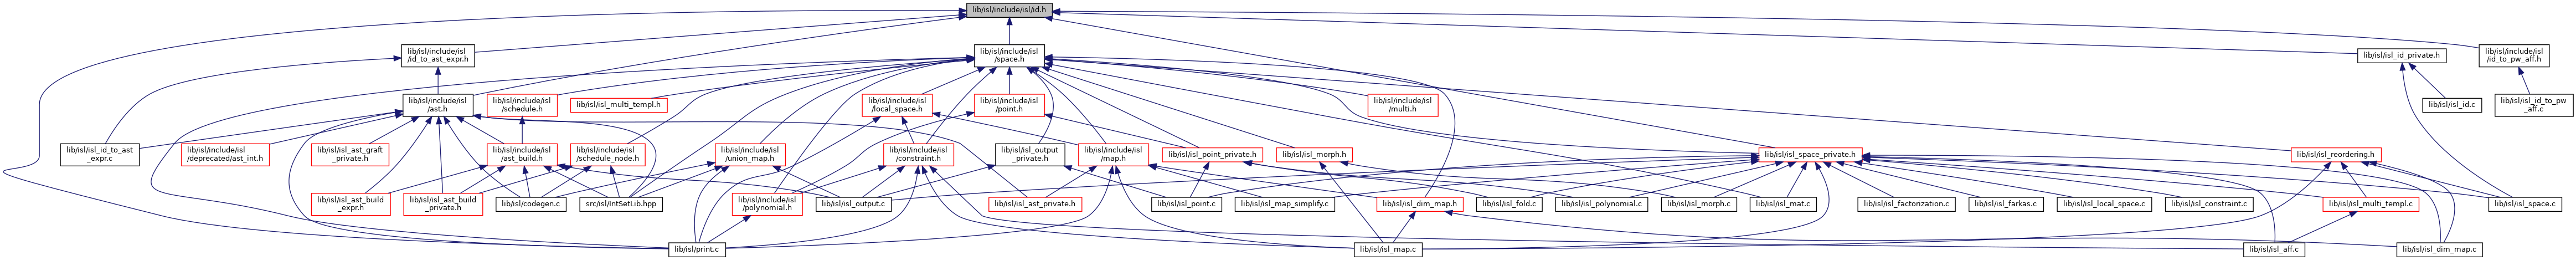 lib/isl/include/isl/id.h
lib/isl/include/isl
/id_to_ast_expr.h
lib/isl/include/isl
/space.h
lib/isl/isl_id_private.h
lib/isl/include/isl
/id_to_pw_aff.h
lib/isl/include/isl
/ast.h
lib/isl/include/isl
/schedule.h
lib/isl/isl_multi_templ.h
lib/isl/include/isl
/local_space.h
lib/isl/include/isl
/point.h
lib/isl/include/isl
/multi.h
lib/isl/isl_id.c
lib/isl/isl_id_to_pw
_aff.c
lib/isl/isl_id_to_ast
_expr.c
lib/isl/include/isl
/deprecated/ast_int.h
lib/isl/isl_ast_graft
_private.h
lib/isl/include/isl
/ast_build.h
lib/isl/include/isl
/schedule_node.h
lib/isl/include/isl
/union_map.h
lib/isl/include/isl
/constraint.h
lib/isl/isl_output
_private.h
lib/isl/include/isl
/map.h
lib/isl/isl_point_private.h
lib/isl/isl_morph.h
lib/isl/isl_space_private.h
lib/isl/isl_reordering.h
lib/isl/isl_ast_build
_expr.c
lib/isl/isl_ast_build
_private.h
lib/isl/codegen.c
src/isl/IntSetLib.hpp
lib/isl/include/isl
/polynomial.h
lib/isl/isl_output.c
lib/isl/isl_ast_private.h
lib/isl/isl_point.c
lib/isl/isl_map_simplify.c
lib/isl/isl_dim_map.h
lib/isl/isl_fold.c
lib/isl/isl_polynomial.c
lib/isl/isl_morph.c
lib/isl/isl_mat.c
lib/isl/isl_factorization.c
lib/isl/isl_farkas.c
lib/isl/isl_local_space.c
lib/isl/isl_constraint.c
lib/isl/isl_multi_templ.c
lib/isl/isl_space.c
lib/isl/print.c
lib/isl/isl_map.c
lib/isl/isl_aff.c
lib/isl/isl_dim_map.c